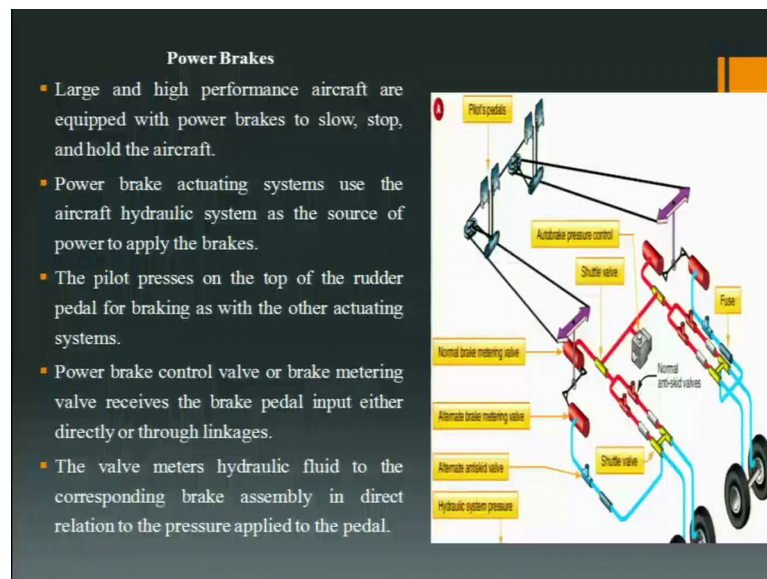 Power Brakes
Large and high performance aircraft are
equipped with power brakes to slow, stop,
and hold the aircraft.
Power brake actuating systems use the
aircraft hydraulic system as the source of
power to apply the brakes.
The pilot presses on the top of the rudder
pedal for braking as with the other actuating
systems.
Power brake control valve or brake metering
valve receives the brake pedal input either
directly or through linkages.
The valve meters hydraulic fluid to the
corresponding brake assembly in direct
relation to the pressure applied to the pedal.
A
Pilot's pedals
Autobrake pressure control
Shuttle valve
Fuse
Normal brake metering valve
Normal
anti-skid valves
Alternate brake metering valve
Alternate antiskid valve
Shuttle valve
Hydraulic system pressure